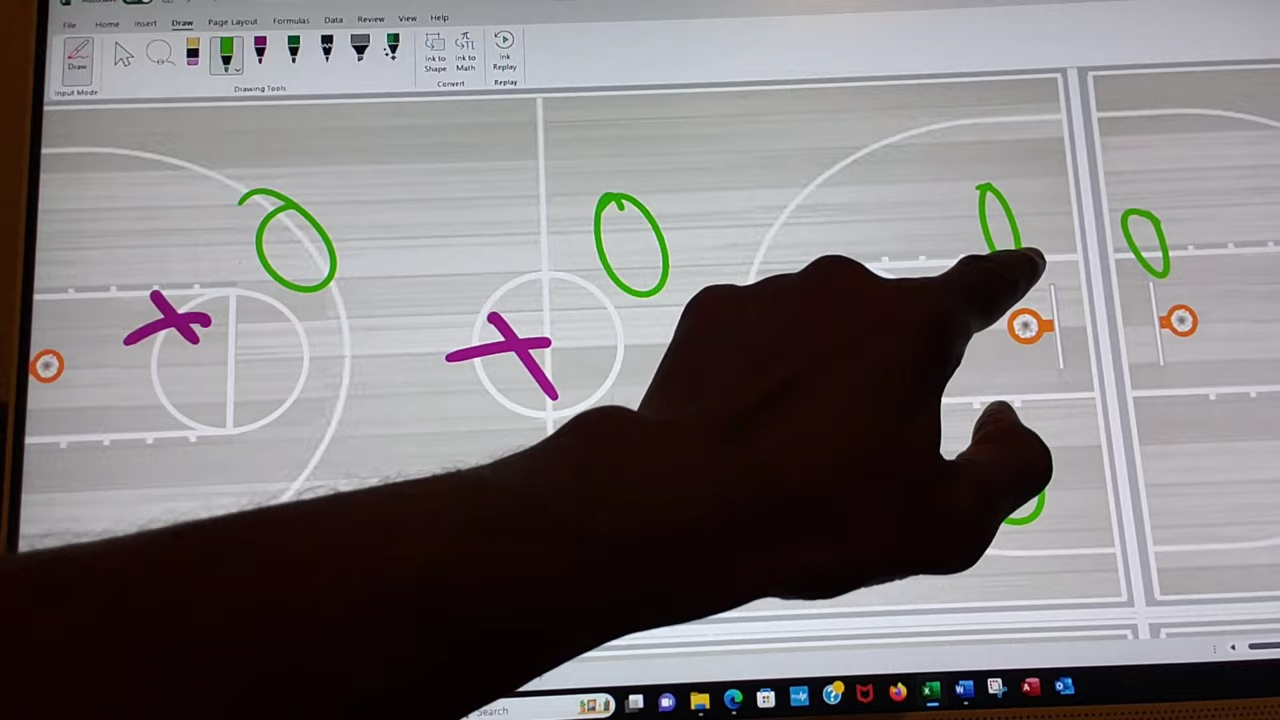 File Home Insert Draw Page Layout Formulas Data Review View Help
Draw
Ink to Shape
Ink to Math
Ink Replay
Input Mode
Drawing Tools
Convert
Replay
X
X
O
O
O
O
Search